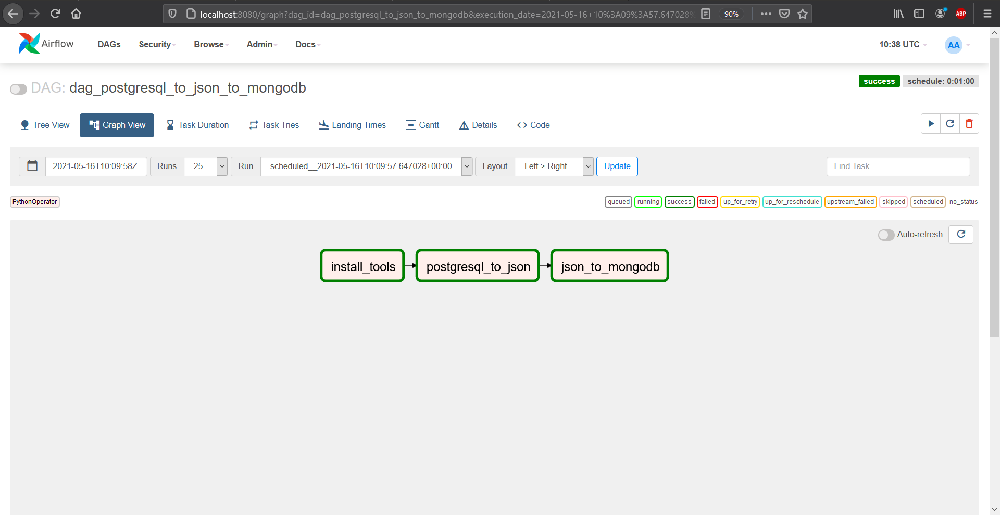 localhost:8080/graph?dag_id=dag_postgresql_to_json_to_mongodb&execution_date=2021-05-16+10%3A09%3A57.647028% 90% ABP
Airflow DAGs Security Browse Admin Docs 10:38 UTC AA
DAG: dag_postgresql_to_json_to_mongodb success schedule: 0:01:00
Tree View Graph View Task Duration Task Tries Landing Times Gantt Details Code
2021-05-16T10:09:58Z Runs 25 Run scheduled__2021-05-16T10:09:57.647028+00:00 Layout Left > Right Update Find Task...
PythonOperator queued running success failed up_for_retry up_for_reschedule upstream_failed skipped scheduled no_status
Auto-refresh
install_tools postgresql_to_json json_to_mongodb